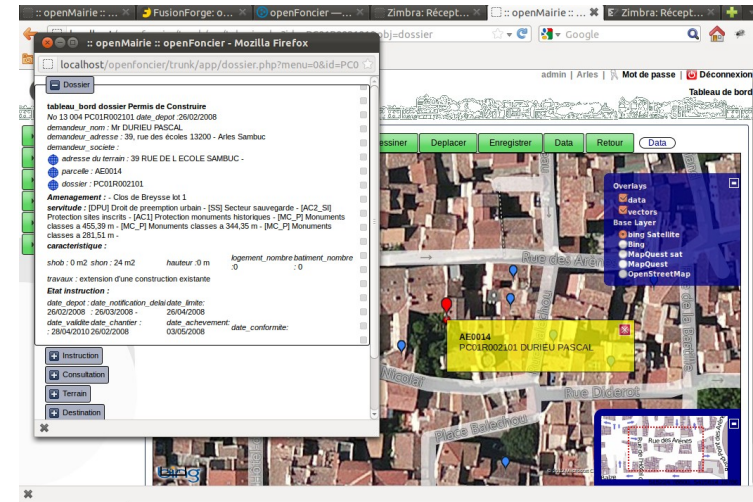 :: openMairie :: ...
FusionForge: o...
openFoncier —...
Zimbra: Récept...
:: openMairie :: ...
Zimbra: Récept...
:: openMairie :: openFoncier - Mozilla Firefox
obj=dossier
Google
localhost/openfoncier/trunk/app/dossier.php?menu=0&id=PC0
admin | Arles | Mot de passe | Déconnexion
Tableau de bord
Dossier
tableau_bord dossier Permis de Construire
No 13 004 PC01R002101 date_depot :26/02/2008
demandeur_nom : Mr DURIEU PASCAL
demandeur_adresse : 39, rue des écoles 13200 - Arles Sambuc
demandeur_societe :
adresse du terrain : 39 RUE DE L ECOLE SAMBUC -
parcelle : AE0014
dossier : PC01R002101
Amenagement : - Clos de Breysse lot 1
servitude : [DPU] Droit de preemption urbain - [SS] Secteur sauvegarde - [AC2_SI]
Protection sites inscrits - [AC1] Protection monuments historiques - [MC_P] Monuments
classes a 455,39 m - [MC_P] Monuments classes a 344,35 m - [MC_P] Monuments
classes a 281,51 m -
caracteristique :
shob : 0 m2 shon : 24 m2 hauteur :0 m logement_nombre :0 batiment_nombre : 0
travaux : extension d'une construction existante
Etat instruction :
date_depot : 26/02/2008 date_notification_delai : 26/03/2008 - date_limite: 26/04/2008
date_validite : 28/04/2010 date_chantier : 26/02/2008 date_achevement: 03/05/2008 date_conformite:
Instruction
Consultation
Terrain
Destination
essiner
Deplacer
Enregistrer
Data
Retour
Data
Overlays
data
vectors
Base Layer
bing Satellite
Bing
MapQuest sat
MapQuest
OpenStreetMap
Rue des Arèn
AE0014
PC01R002101 DURIEU PASCAL
Nicolai
Rue Diderot
Place Balechou
Rue des Arènes
bing